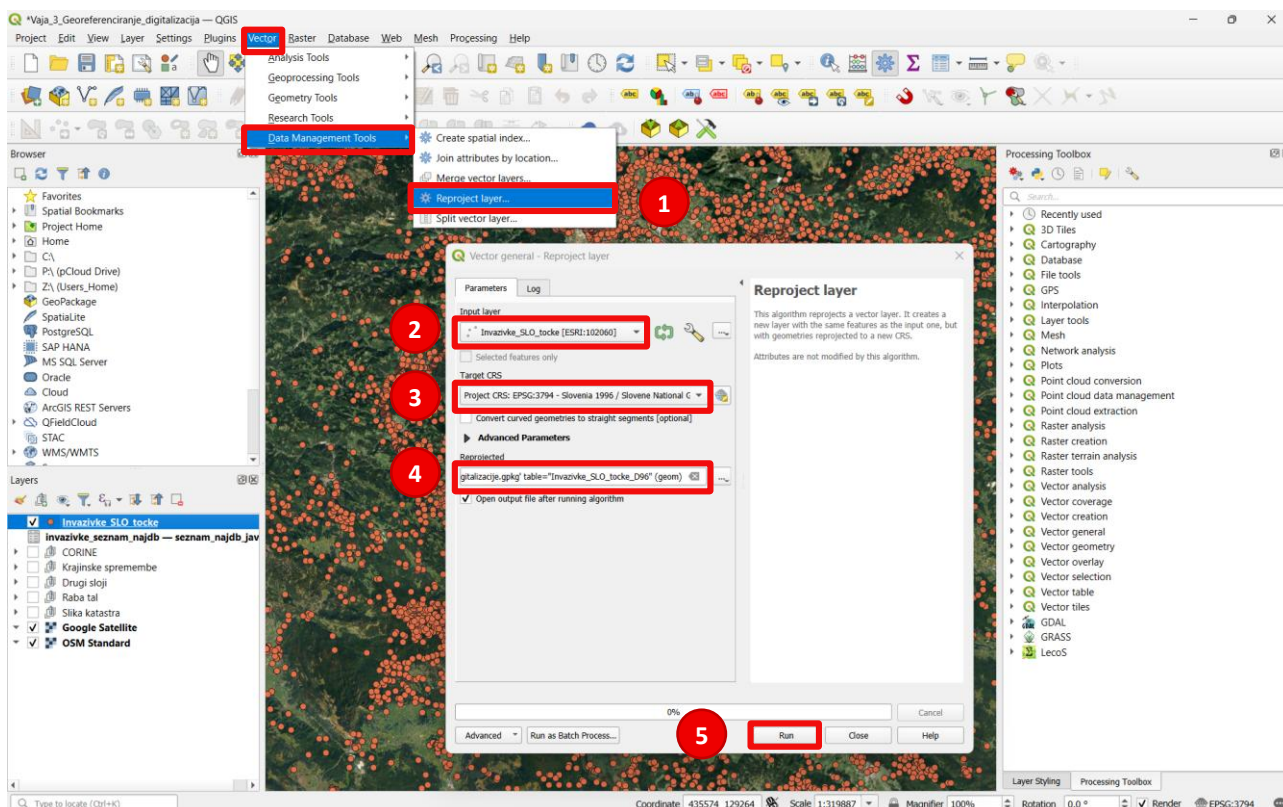 *Vaja_3_Georeferenciranje_digitalizacija — QGIS
Project Edit View Layer Settings Plugins Vector Raster Database Web Mesh Processing Help
Analysis Tools
Geoprocessing Tools
Geometry Tools
Research Tools
Data Management Tools
Create spatial index...
Join attributes by location...
Merge vector layers...
Reproject layer...
Split vector layer...
1
Browser
Favorites
Spatial Bookmarks
Project Home
Home
C:\
P:\ (pCloud Drive)
Z:\ (Users_Home)
GeoPackage
SpatiaLite
PostgreSQL
SAP HANA
MS SQL Server
Oracle
Cloud
ArcGIS REST Servers
QFieldCloud
STAC
WMS/WMTS
Layers
Invazivke_SLO_tocke
invazivke_seznam_najdb — seznam_najdb_jav
CORINE
Krajinske spremembe
Drugi sloji
Raba tal
Slika katastra
Google Satellite
OSM Standard
Vector general - Reproject layer
Parameters Log
Input layer
2
Invazivke_SLO_tocke [ESRI:102060]
Selected features only
Target CRS
3
Project CRS: EPSG:3794 - Slovenia 1996 / Slovene National G
Convert curved geometries to straight segments [optional]
Advanced Parameters
Reprojected
4
gitalizacije.gpkg' table="Invazivke_SLO_tocke_D96" (geom)
Open output file after running algorithm
Reproject layer
This algorithm reprojects a vector layer. It creates a
new layer with the same features as the input one, but
with geometries reprojected to a new CRS.
Attributes are not modified by this algorithm.
0%
Cancel
5
Advanced Run as Batch Process...
Run Close Help
Processing Toolbox
Search...
Recently used
3D Tiles
Cartography
Database
File tools
GPS
Interpolation
Layer tools
Mesh
Network analysis
Plots
Point cloud conversion
Point cloud data management
Point cloud extraction
Raster analysis
Raster creation
Raster terrain analysis
Raster tools
Vector analysis
Vector coverage
Vector creation
Vector general
Vector geometry
Vector overlay
Vector selection
Vector table
Vector tiles
GDAL
GRASS
LecoS
Layer Styling Processing Toolbox
Type to locate (Ctrl+K)
Coordinate 435574 129264 Scale 1:319887 Magnifier 100% Rotation 0.0 ° Render EPSG:3794